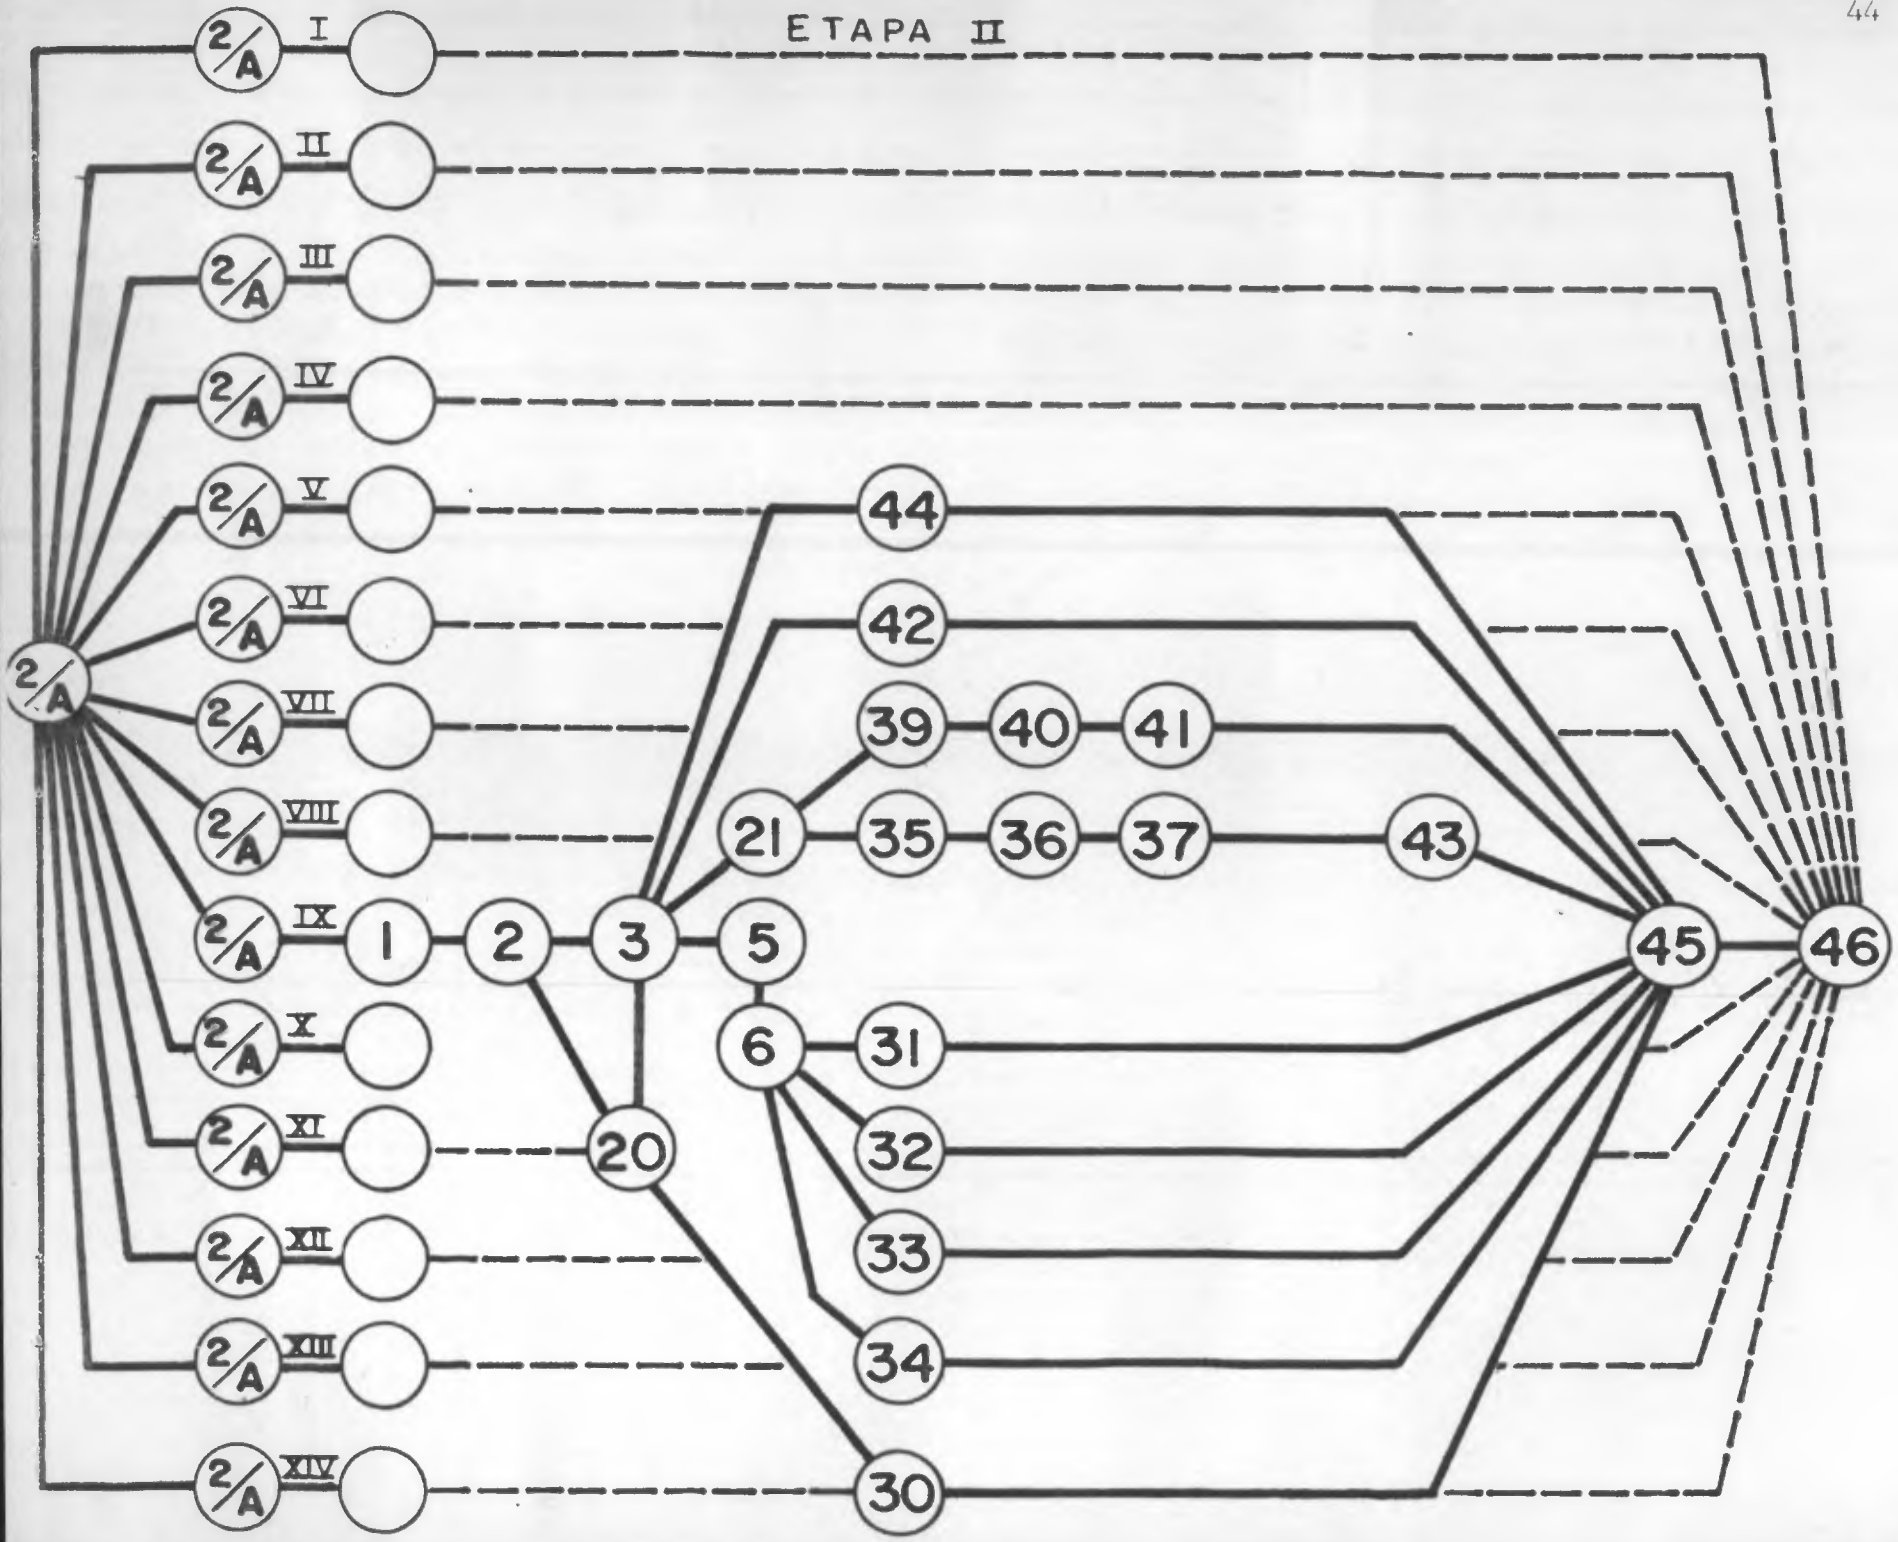 44
ETAPA II
2/A I
2/A II
2/A III
2/A IV
2/A V 44
2/A VI 42
2/A
2/A VII 39 40 41
2/A VIII 21 35 36 37 43
2/A IX 1 2 3 5 45 46
2/A X 6 31
2/A XI 20 32
2/A XII 33
2/A XIII 34
2/A XIV 30